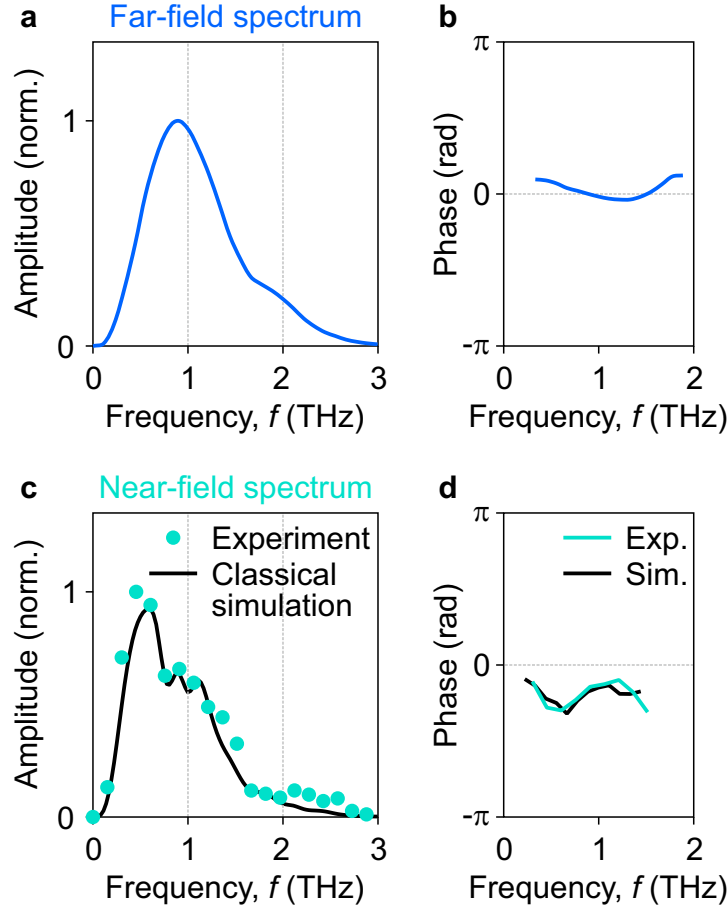 a Far-field spectrum
Amplitude (norm.)
1
0
0 1 2 3
Frequency, f (THz)
b
Phase (rad)
π
0
-π
0 1 2
Frequency, f (THz)
c Near-field spectrum
Amplitude (norm.)
1
0
Experiment
Classical
simulation
0 1 2 3
Frequency, f (THz)
d
Phase (rad)
π
0
-π
Exp.
Sim.
0 1 2
Frequency, f (THz)